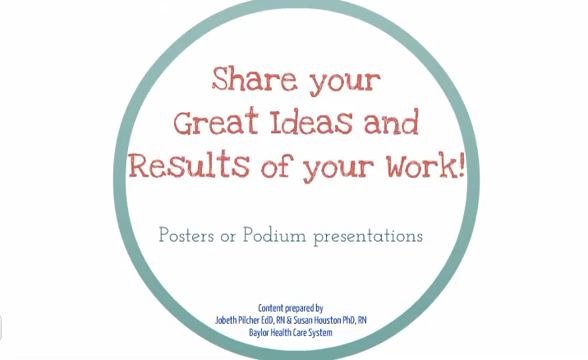 Share your
Great Ideas and
Results of your Work!
Posters or Podium presentations
Content prepared by
Jobeth Pilcher EdD, RN & Susan Houston PhD, RN
Baylor Health Care System